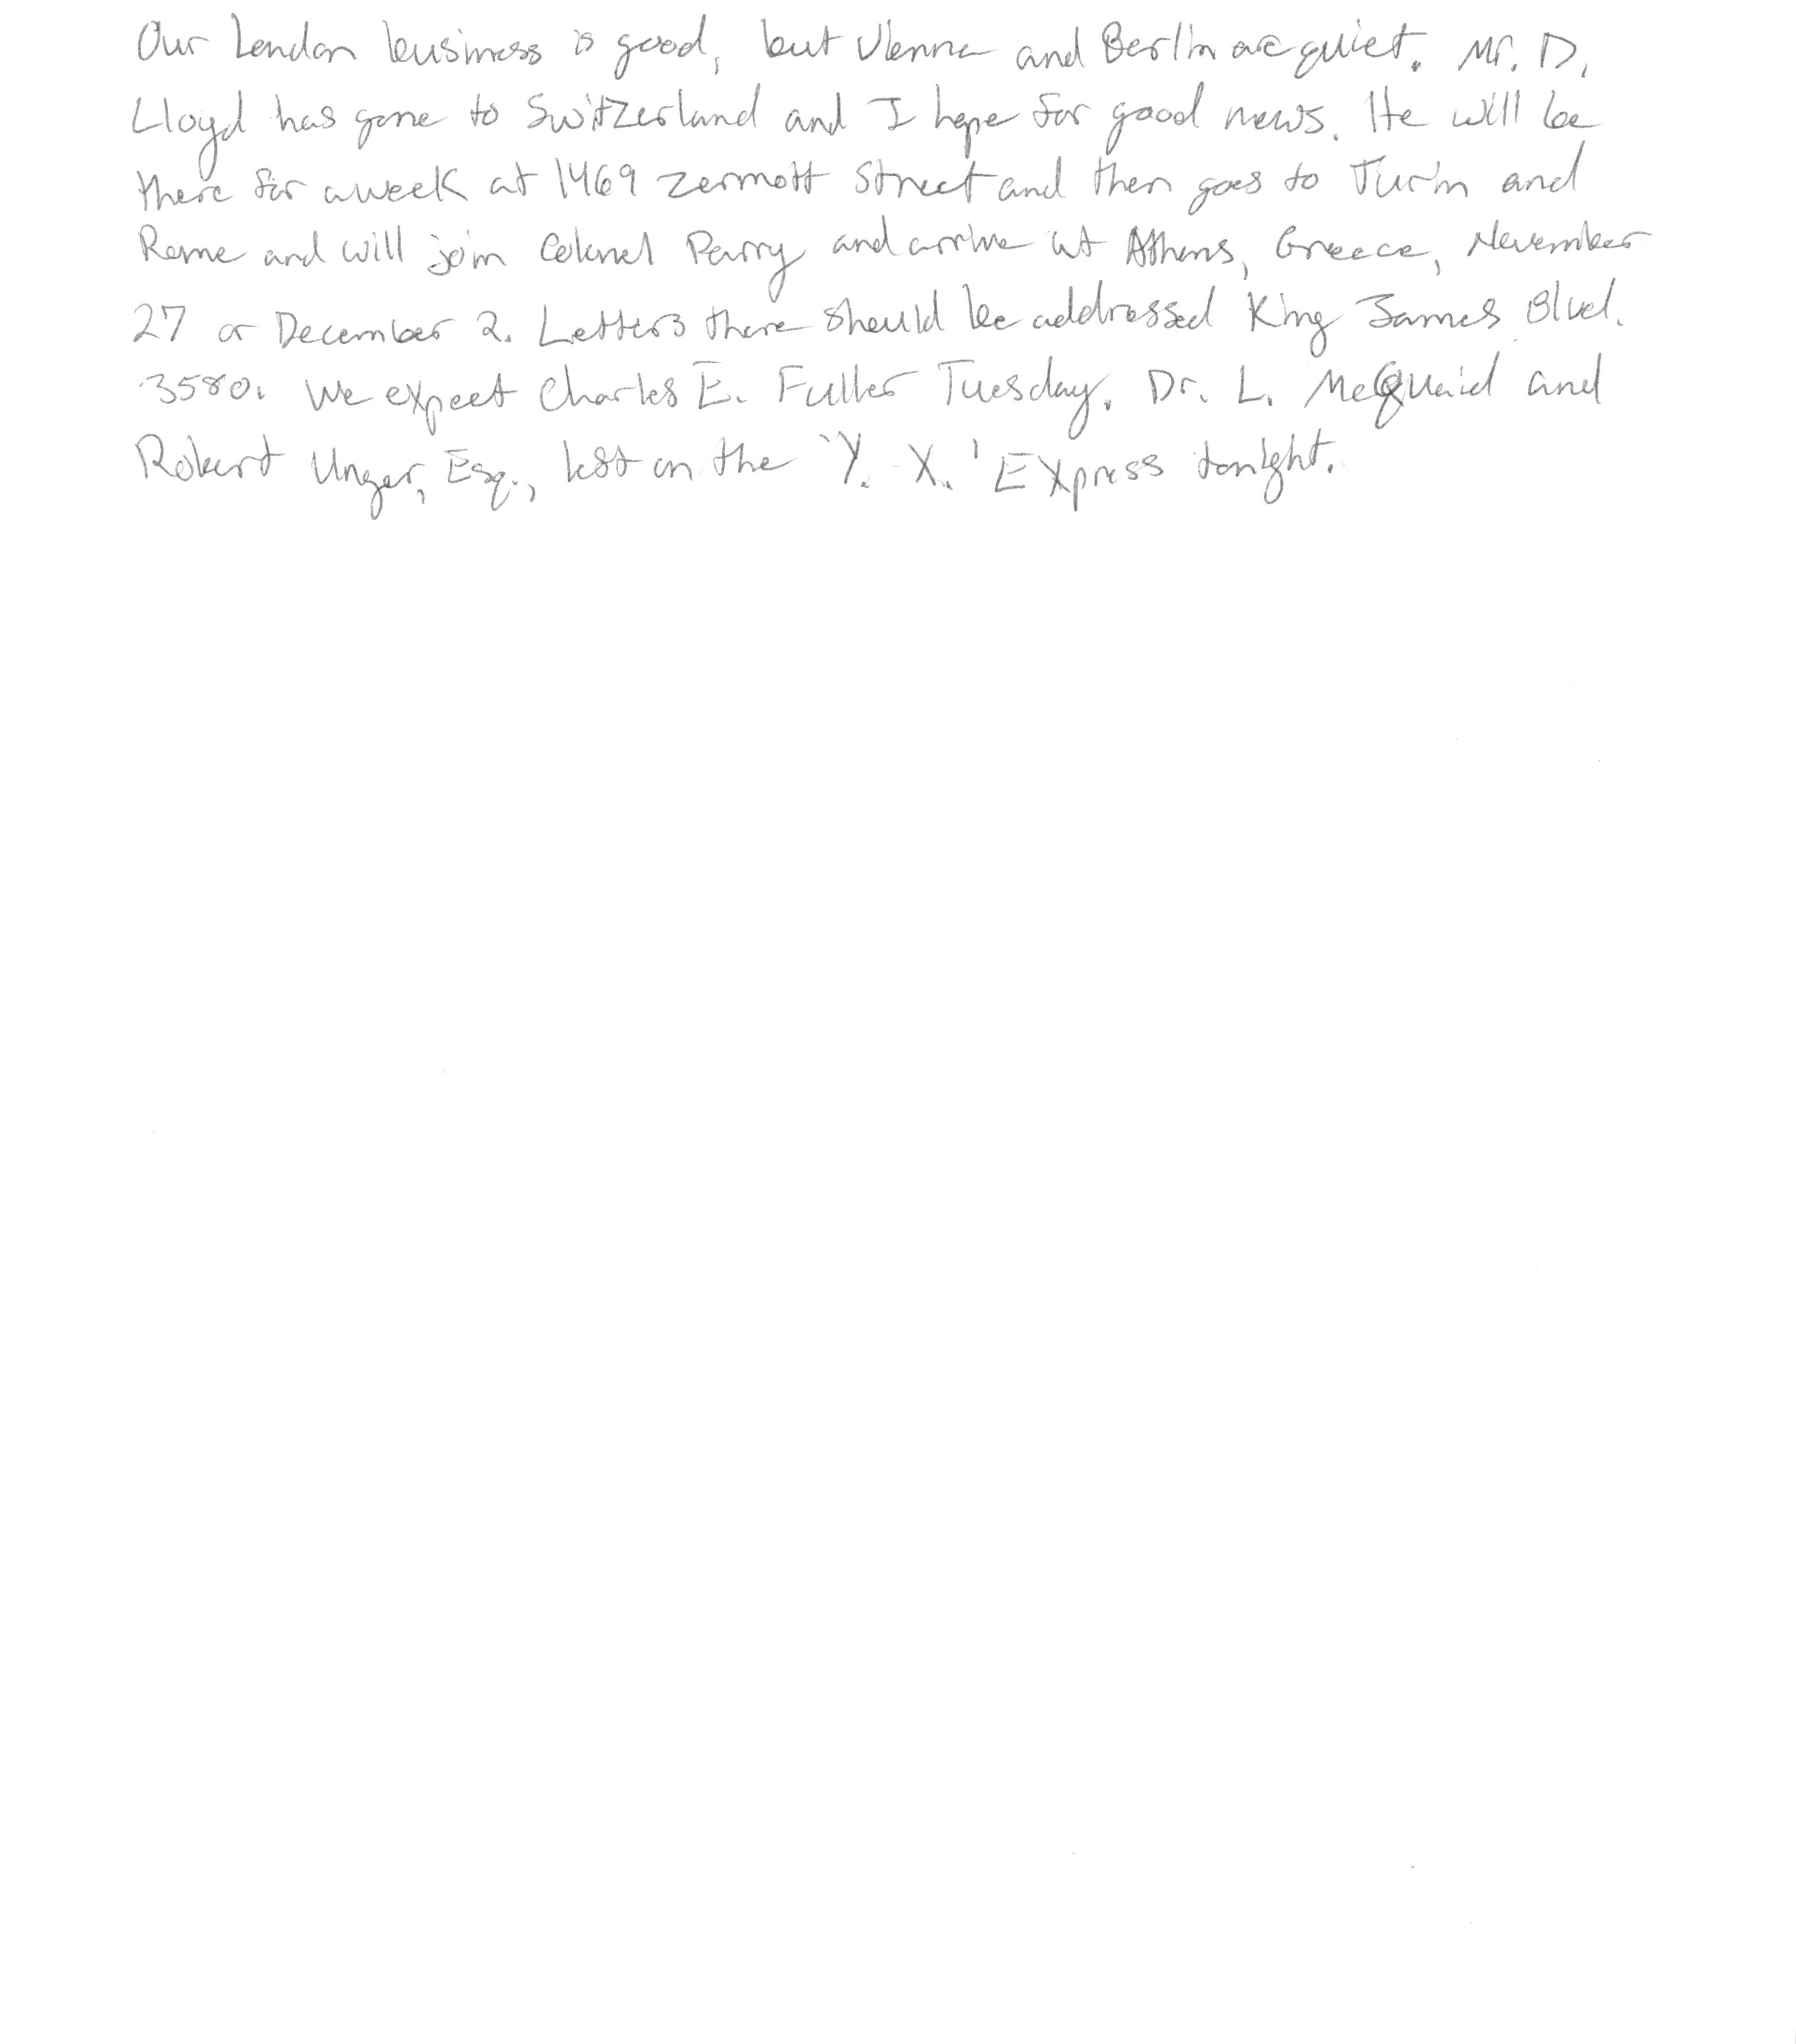 Our London business is good, but Vienna and Berlin are quiet. Mr. D.
Lloyd has gone to Switzerland and I hope for good news. He will be
there for a week at 1469 Zermott Street and then goes to Turin and
Rome and will join Colonel Parry and arrive at Athens, Greece, November
27 or December 2. Letters there should be addressed King James Blvd.
3580. We expect Charles E. Fuller Tuesday. Dr. L. McQuaid and
Robert Unger, Esq., left on the 'Y. X.' Express tonight.